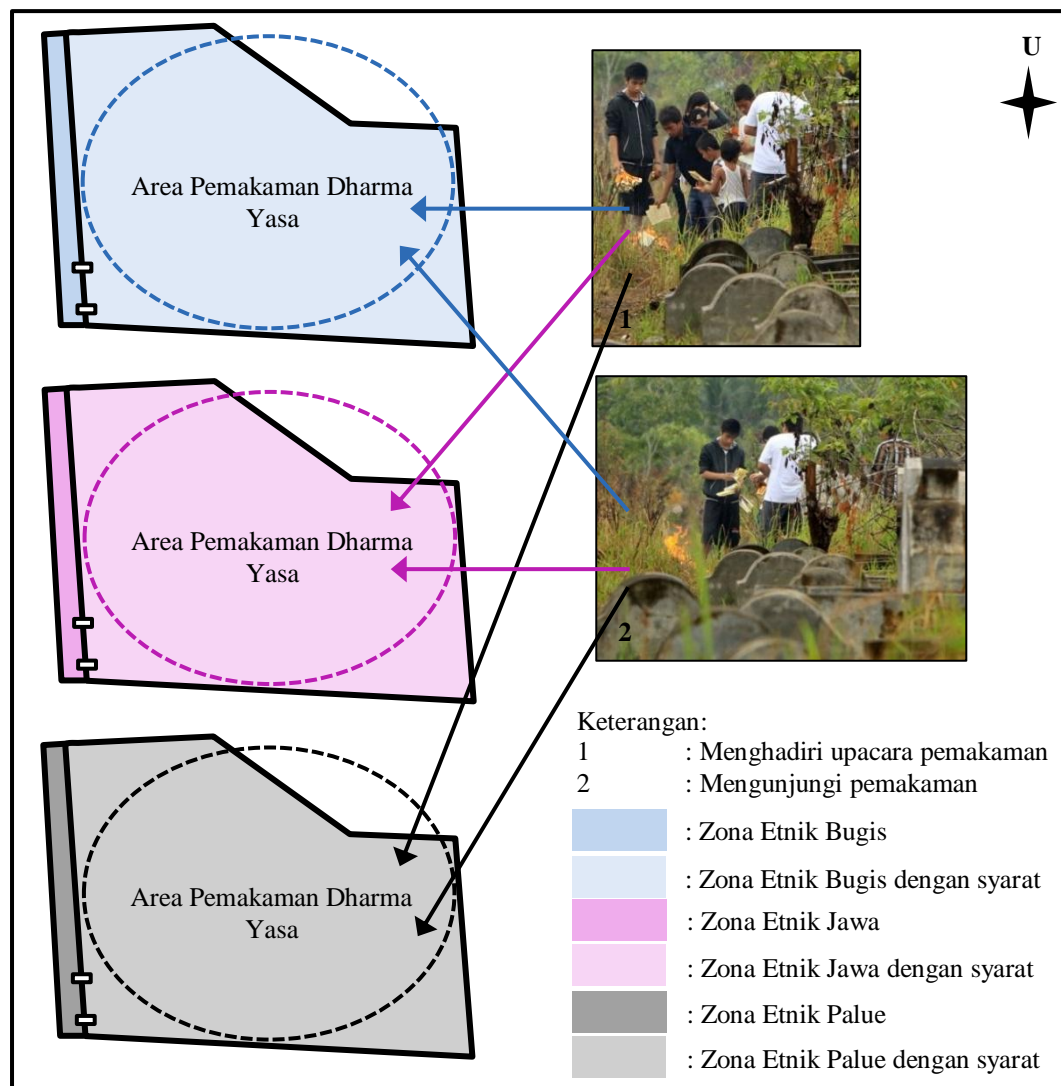 U
Area Pemakaman Dharma
Yasa
1
Area Pemakaman Dharma
Yasa
2
Area Pemakaman Dharma
Yasa
Keterangan:
1 : Menghadiri upacara pemakaman
2 : Mengunjungi pemakaman
: Zona Etnik Bugis
: Zona Etnik Bugis dengan syarat
: Zona Etnik Jawa
: Zona Etnik Jawa dengan syarat
: Zona Etnik Palue
: Zona Etnik Palue dengan syarat